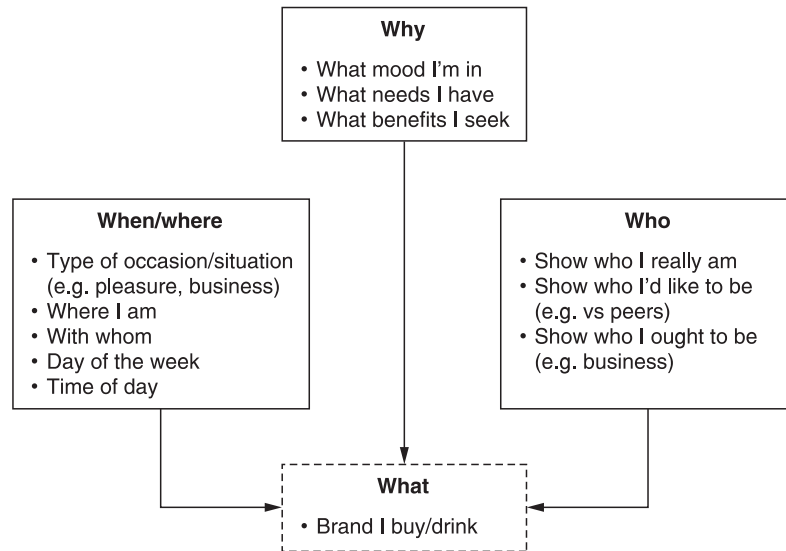 Why
• What mood I'm in
• What needs I have
• What benefits I seek
When/where
• Type of occasion/situation
(e.g. pleasure, business)
• Where I am
• With whom
• Day of the week
• Time of day
Who
• Show who I really am
• Show who I'd like to be
(e.g. vs peers)
• Show who I ought to be
(e.g. business)
What
• Brand I buy/drink